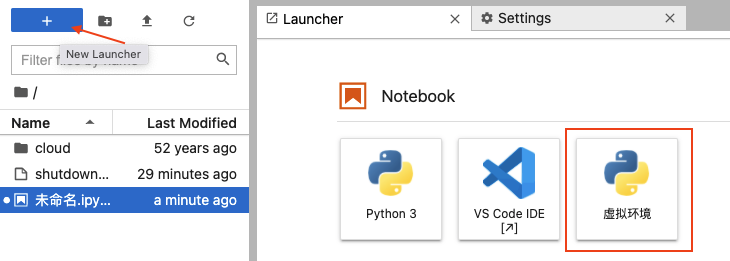 Launcher
Settings
New Launcher
Filter files by name
/
Name
Last Modified
cloud
52 years ago
shutdown...
29 minutes ago
未命名.ipy...
a minute ago
Notebook
Python 3
VS Code IDE
[↗]
虚拟环境